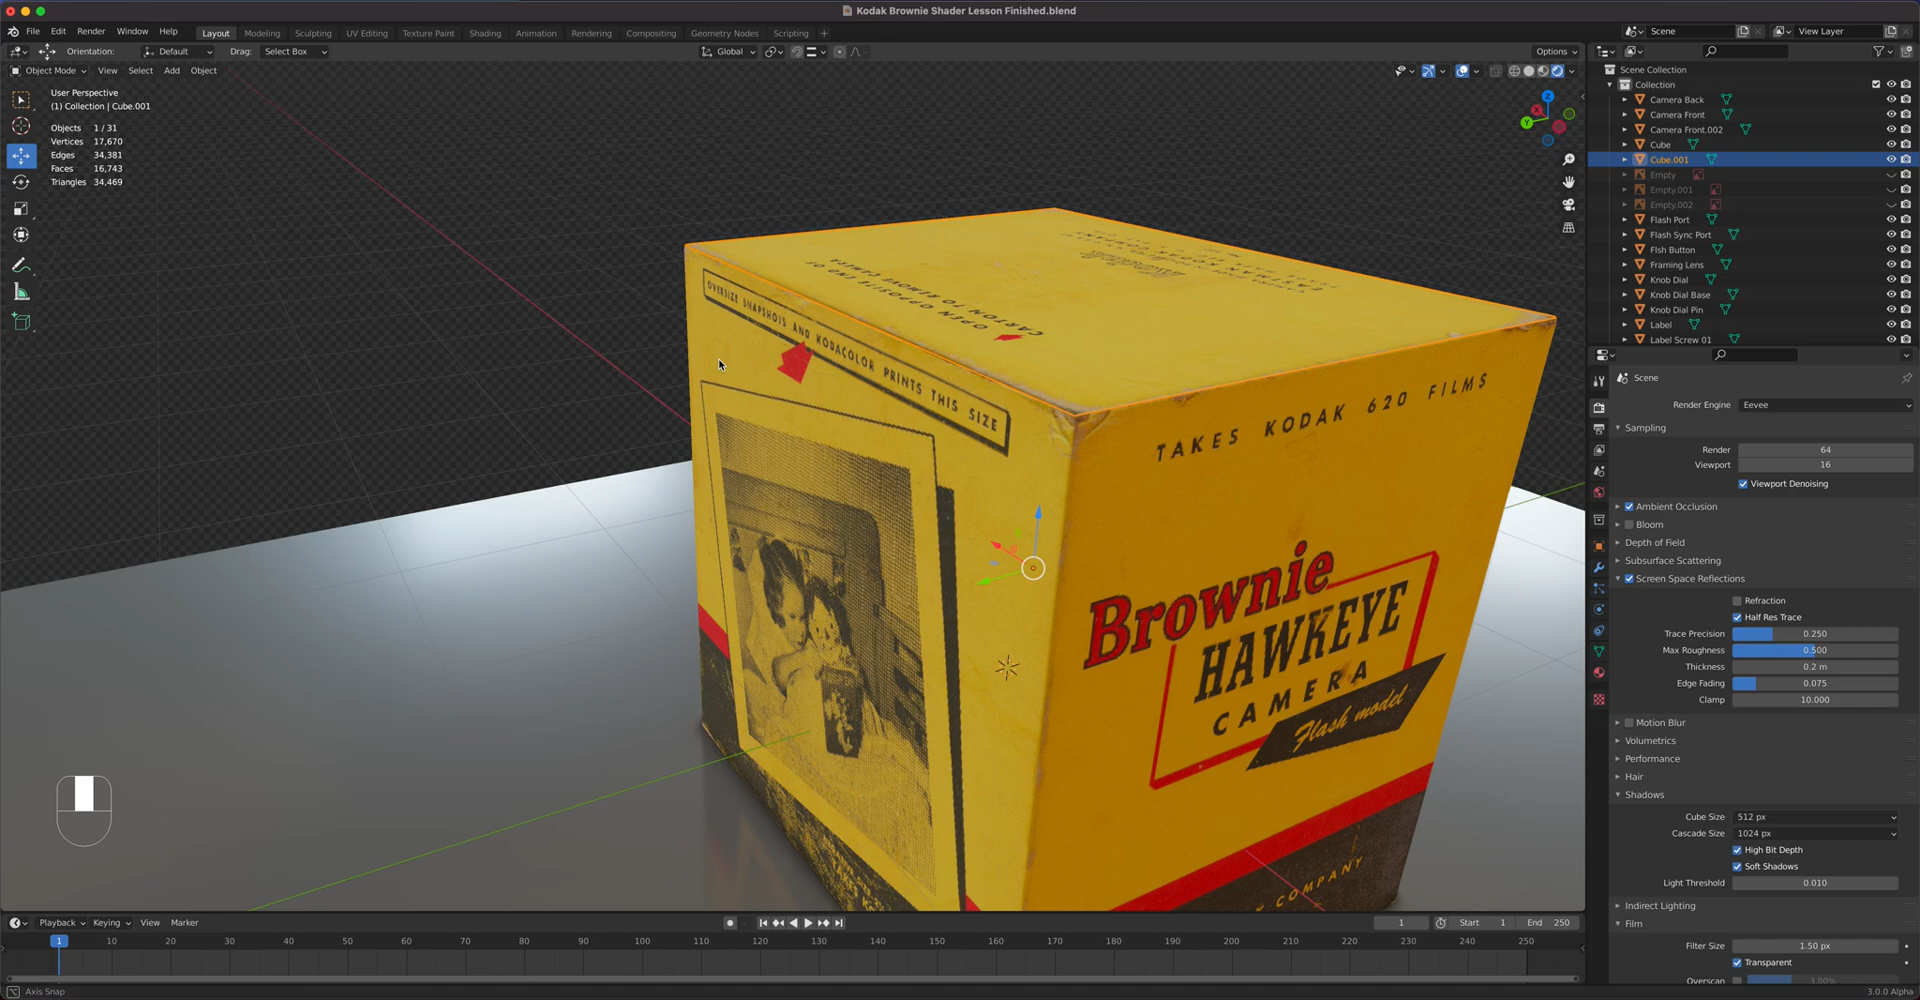 Kodak Brownie Shader Lesson Finished.blend
File Edit Render Window Help Layout Modeling Sculpting UV Editing Texture Paint Shading Animation Rendering Compositing Geometry Nodes Scripting +
Scene View Layer
Orientation: Default Drag: Select Box Global Options
Object Mode View Select Add Object
User Perspective
(1) Collection | Cube.001
Objects 1 / 31
Vertices 17,670
Edges 34,381
Faces 16,743
Triangles 34,469
Z
X
Y
Scene Collection
Collection
Camera Back
Camera Front
Camera Front.002
Cube
Cube.001
Empty
Empty.001
Empty.002
Flash Port
Flash Sync Port
Flsh Button
Framing Lens
Knob Dial
Knob Dial Base
Knob Dial Pin
Label
Label Screw 01
Kodak
OPEN OPPOSITE END OF
CARTON TO REMOVE CAMERA
OVERSIZE SNAPSHOTS AND KODACOLOR PRINTS THIS SIZE
TAKES KODAK 620 FILMS
Brownie
HAWKEYE
CAMERA
Flash model
COMPANY
Scene
Render Engine Eevee
Sampling
Render 64
Viewport 16
Viewport Denoising
Ambient Occlusion
Bloom
Depth of Field
Subsurface Scattering
Screen Space Reflections
Refraction
Half Res Trace
Trace Precision 0.250
Max Roughness 0.500
Thickness 0.2 m
Edge Fading 0.075
Clamp 10.000
Motion Blur
Volumetrics
Performance
Hair
Shadows
Cube Size 512 px
Cascade Size 1024 px
High Bit Depth
Soft Shadows
Light Threshold 0.010
Indirect Lighting
Film
Filter Size 1.50 px
Transparent
Overscan 3.00%
Playback Keying View Marker 1 Start 1 End 250
1 10 20 30 40 50 60 70 80 90 100 110 120 130 140 150 160 170 180 190 200 210 220 230 240 250
Axis Snap
3.0.0 Alpha